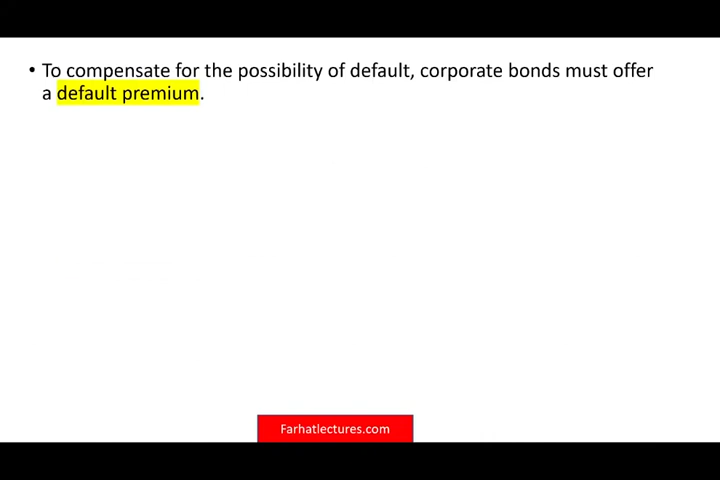 • To compensate for the possibility of default, corporate bonds must offer
a default premium.
Farhatlectures.com